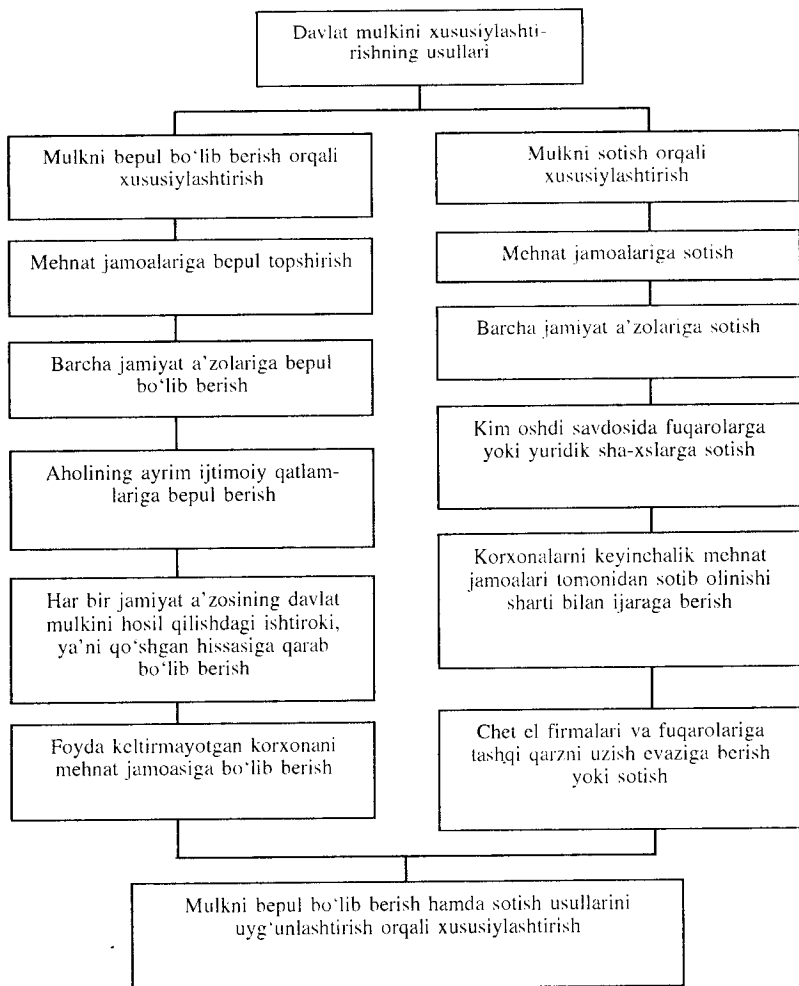 Davlat mulkini xususiylashti-
rishning usullari
Mulkni bepul bo‘lib berish orqali
xususiylashtirish
Mehnat jamoalariga bepul topshirish
Barcha jamiyat a’zolariga bepul
bo‘lib berish
Aholining ayrim ijtimoiy qatlam-
lariga bepul berish
Har bir jamiyat a’zosining davlat
mulkini hosil qilishdagi ishtiroki,
ya’ni qo‘shgan hissasiga qarab
bo‘lib berish
Foyda keltirmayotgan korxonani
mehnat jamoasiga bo‘lib berish
Mulkni sotish orqali
xususiylashtirish
Mehnat jamoalariga sotish
Barcha jamiyat a’zolariga sotish
Kim oshdi savdosida fuqarolarga
yoki yuridik sha-xslarga sotish
Korxonalarni keyinchalik mehnat
jamoalari tomonidan sotib olinishi
sharti bilan ijaraga berish
Chet el firmalari va fuqarolariga
tashqi qarzni uzish evaziga berish
yoki sotish
Mulkni bepul bo‘lib berish hamda sotish usullarini
uyg‘unlashtirish orqali xususiylashtirish